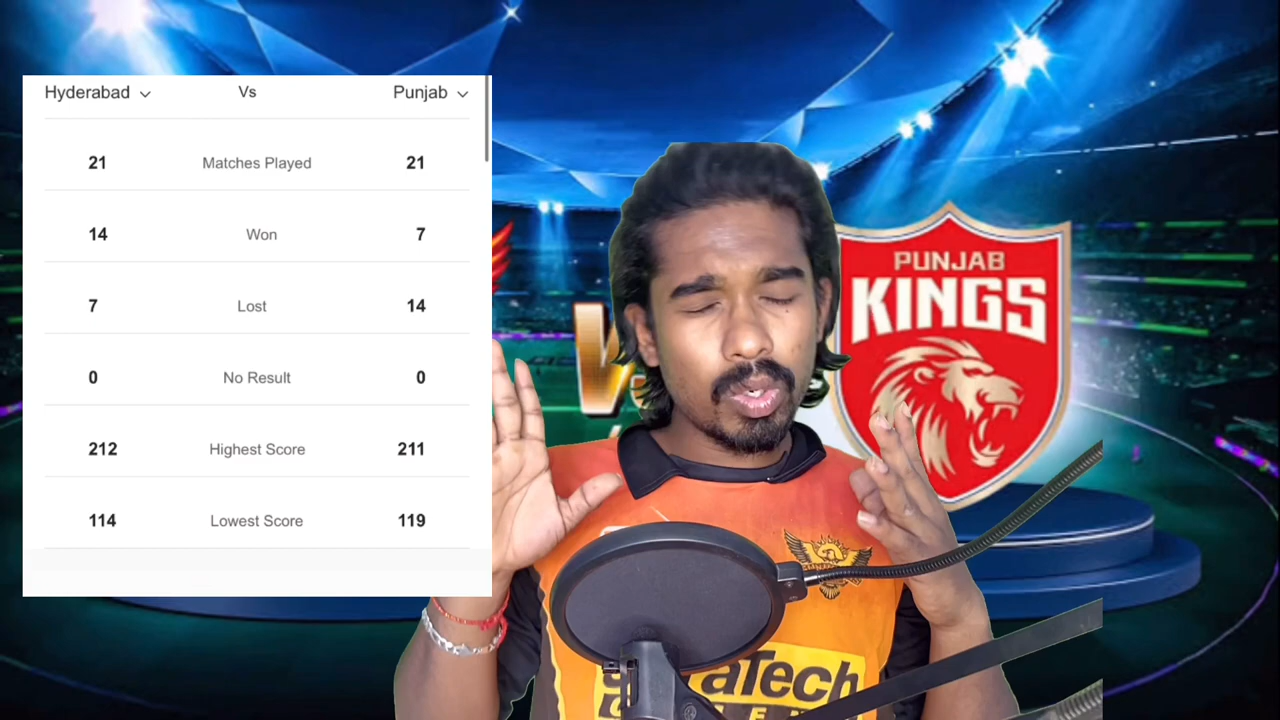 Hyderabad Vs Punjab
21 Matches Played 21
14 Won 7
7 Lost 14
0 No Result 0
212 Highest Score 211
114 Lowest Score 119
PUNJAB
KINGS